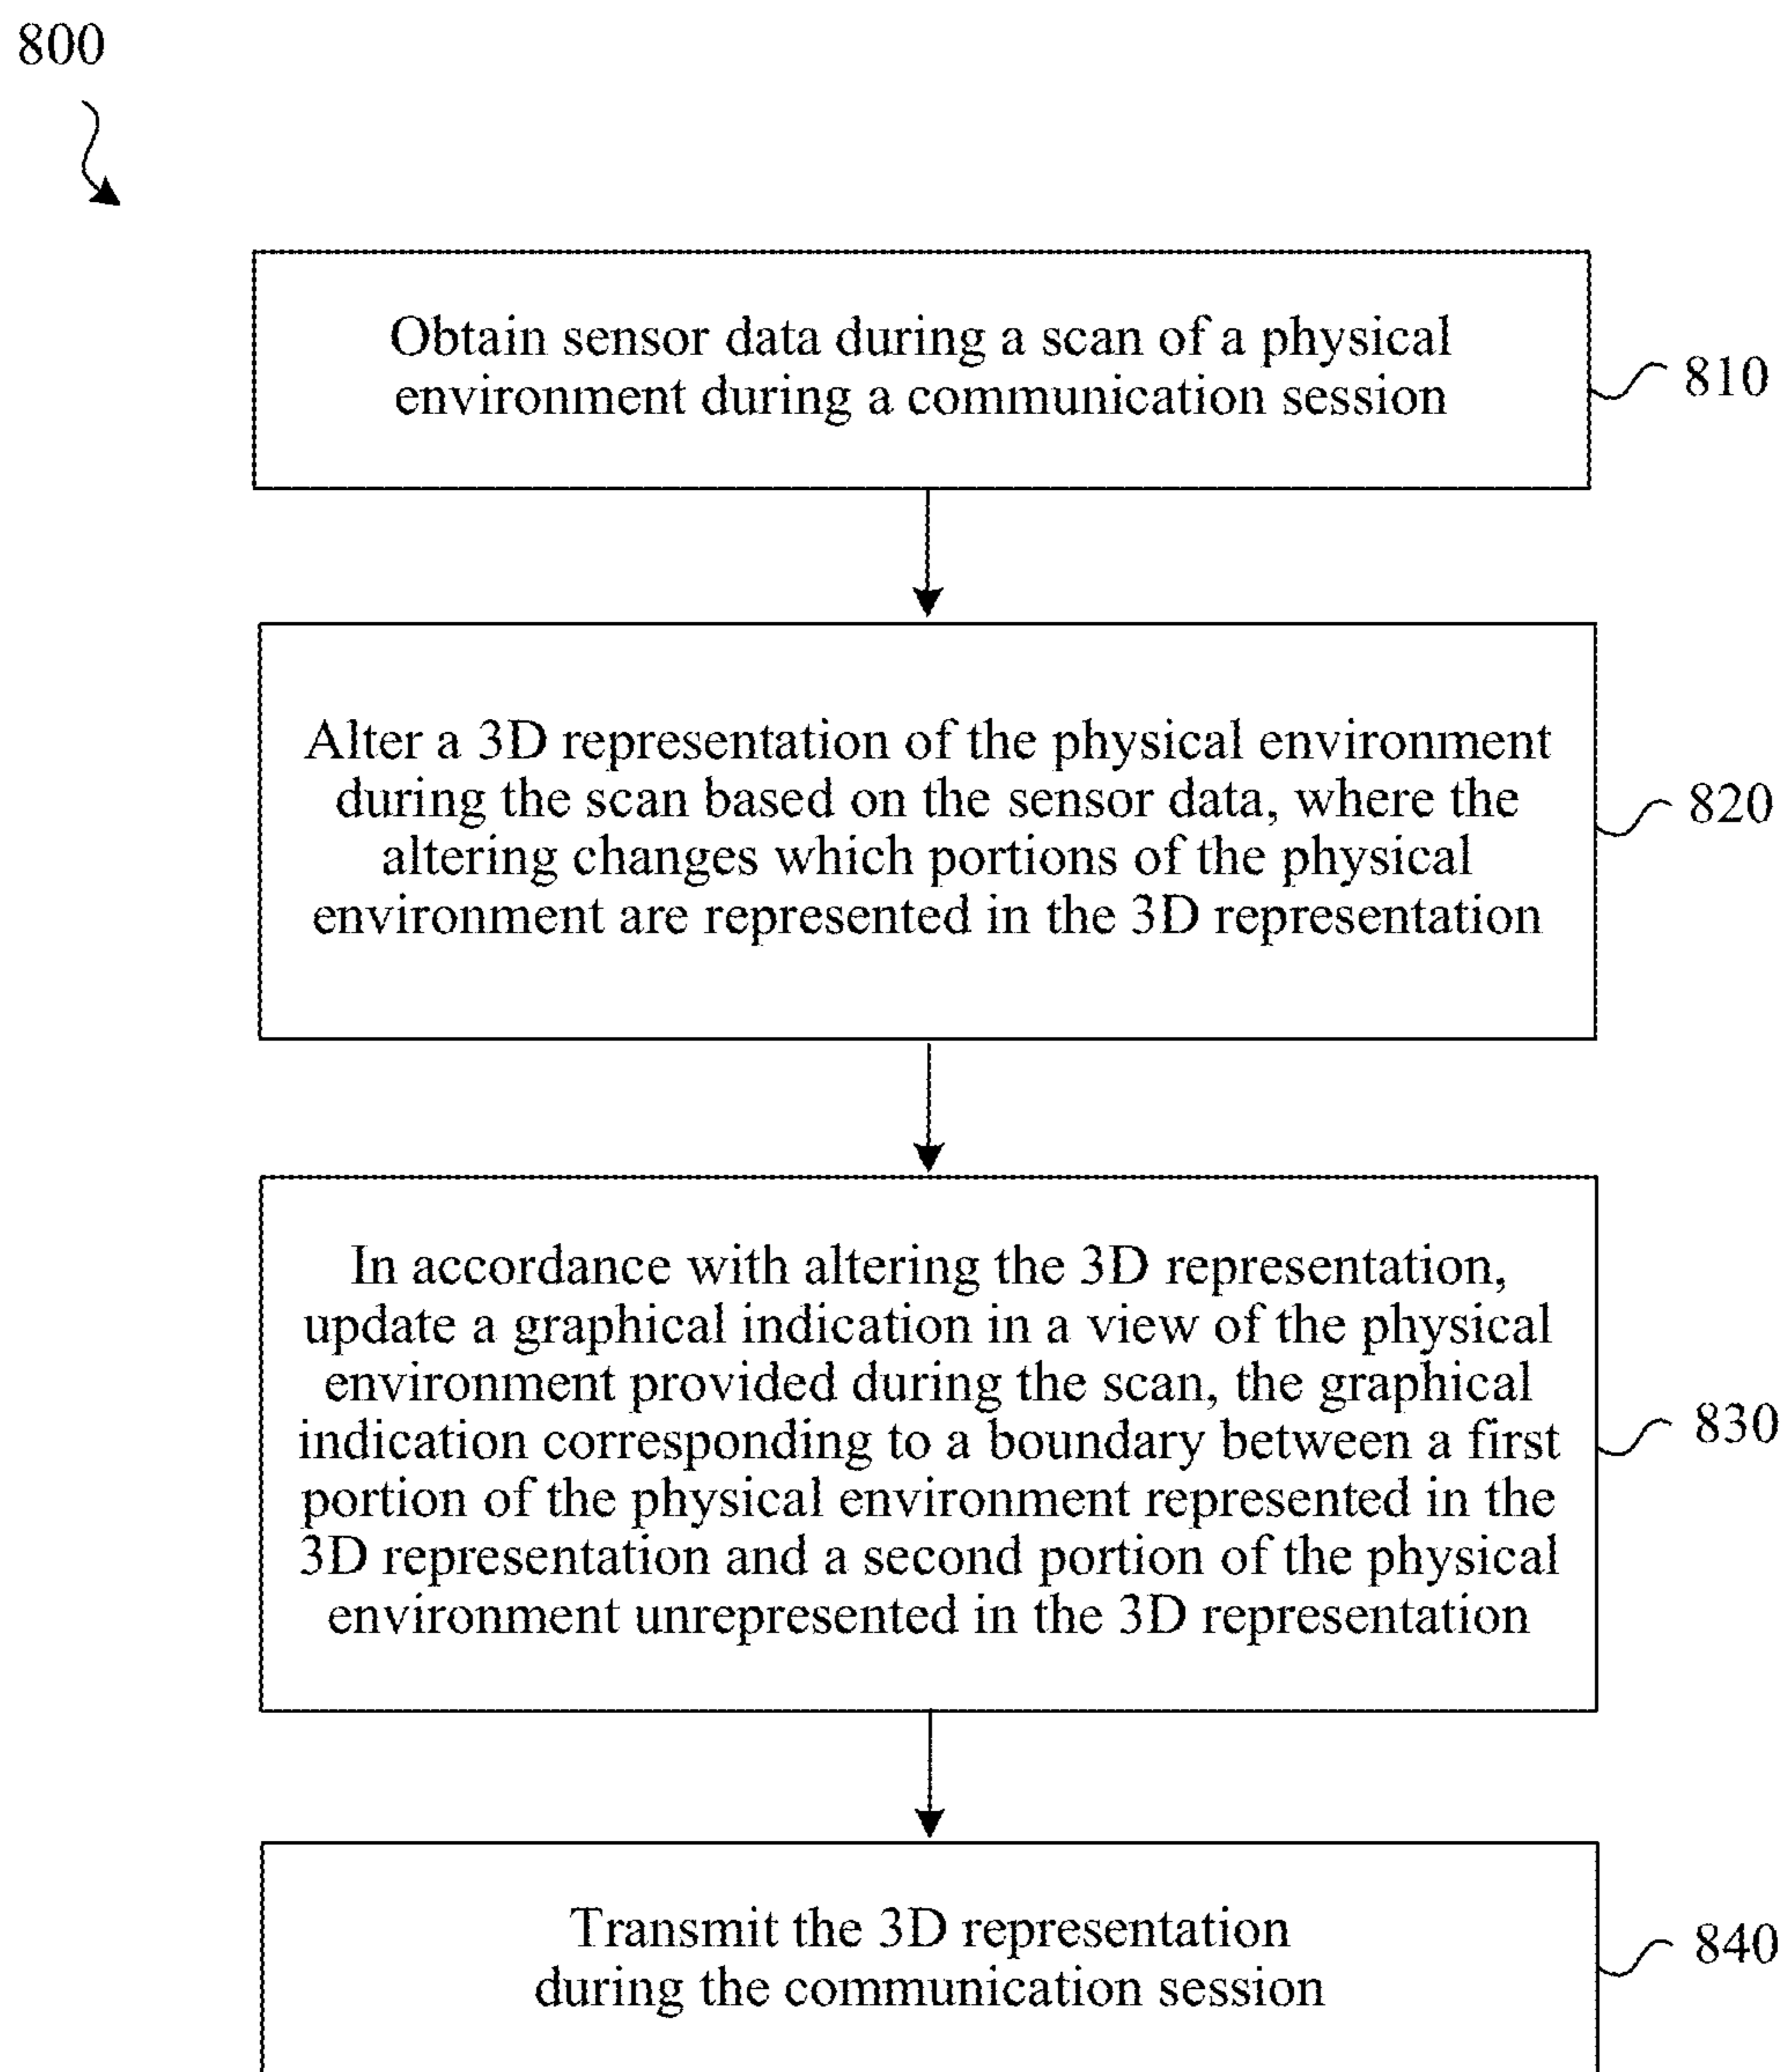 800
Obtain sensor data during a scan of a physical
environment during a communication session
810
Alter a 3D representation of the physical environment
during the scan based on the sensor data, where the
altering changes which portions of the physical
environment are represented in the 3D representation
820
In accordance with altering the 3D representation,
update a graphical indication in a view of the physical
environment provided during the scan, the graphical
indication corresponding to a boundary between a first
portion of the physical environment represented in the
3D representation and a second portion of the physical
environment unrepresented in the 3D representation
830
Transmit the 3D representation
during the communication session
840